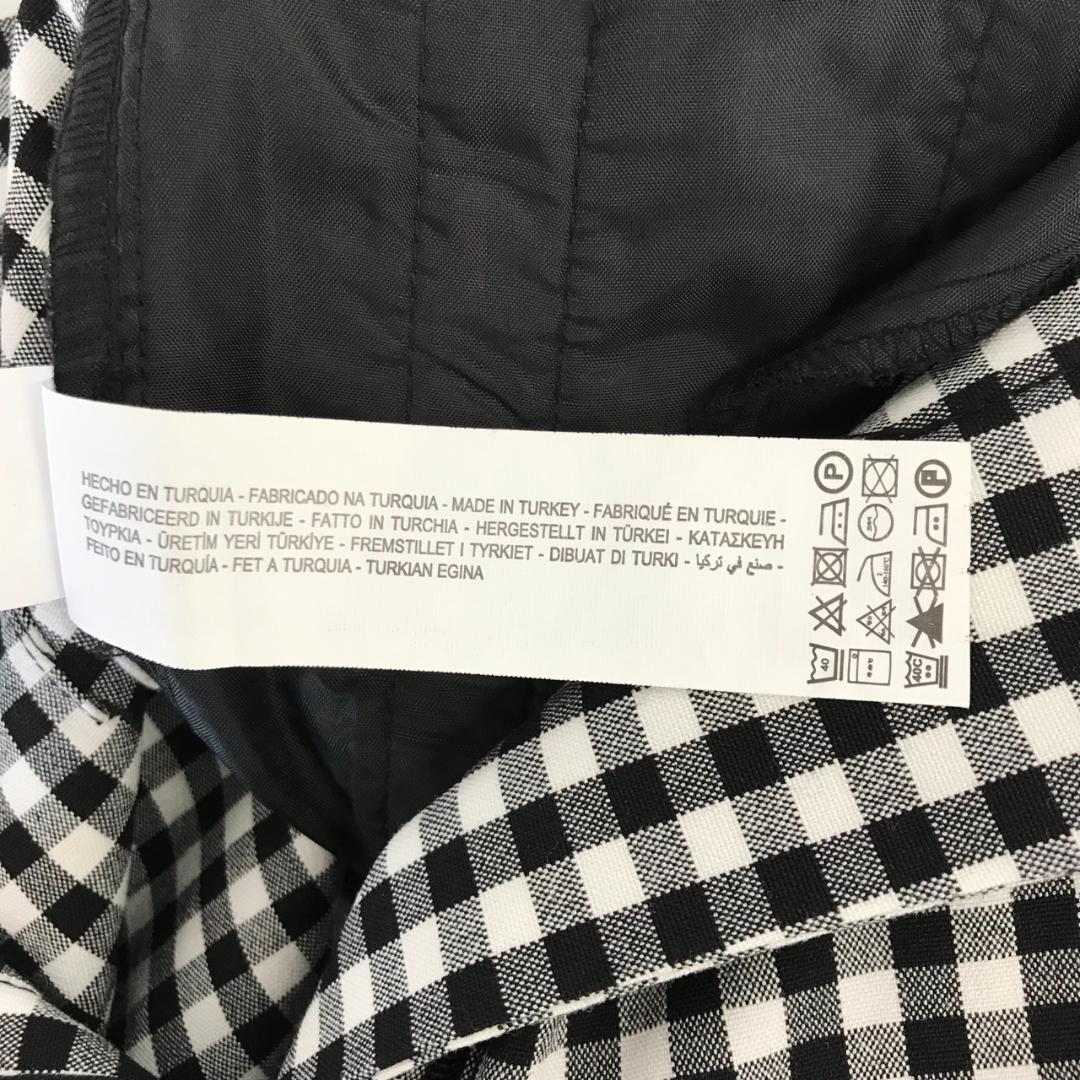 HECHO EN TURQUIA - FABRICADO NA TURQUIA - MADE IN TURKEY - FABRIQUÉ EN TURQUIE -
GEFABRICEERD IN TURKIJE - FATTO IN TURCHIA - HERGESTELLT IN TÜRKEI - ΚΑΤΑΣΚΕΥΗ
ΤΟΥΡΚΙΑ - ÜRETİM YERİ TÜRKİYE - FREMSTILLET I TYRKIET - DIBUAT DI TURKI - صنع في تركيا -
FEITO EN TURQUÍA - FET A TURQUIA - TURKIAN EGINA
P
P
40
40C